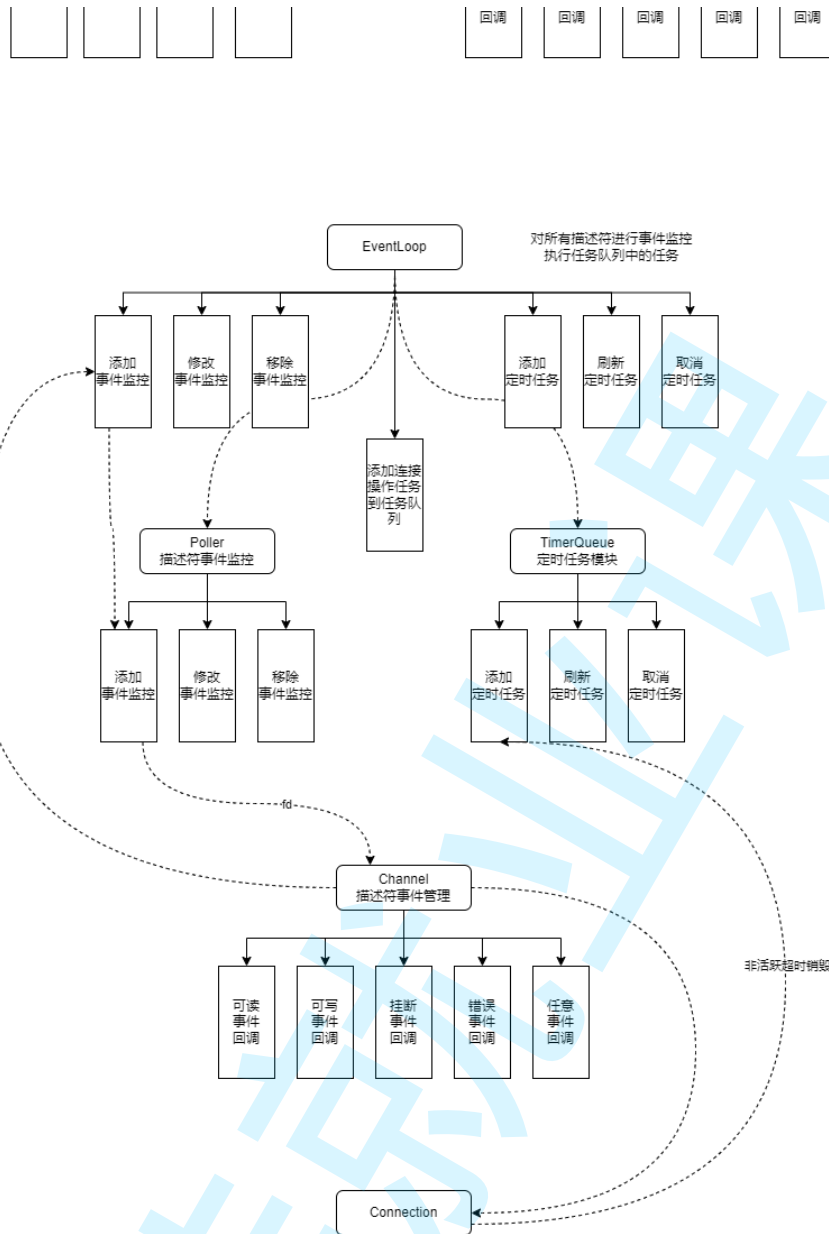 回调
回调
回调
回调
回调
EventLoop
对所有描述符进行事件监控
执行任务队列中的任务
添加
事件监控
修改
事件监控
移除
事件监控
添加
定时任务
刷新
定时任务
取消
定时任务
添加连接
操作任务
到任务队
列
Poller
描述符事件监控
TimerQueue
定时任务模块
添加
事件监控
修改
事件监控
移除
事件监控
添加
定时任务
刷新
定时任务
取消
定时任务
fd
Channel
描述符事件管理
非活跃超时销毁
可读
事件
回调
可写
事件
回调
挂断
事件
回调
错误
事件
回调
任意
事件
回调
Connection